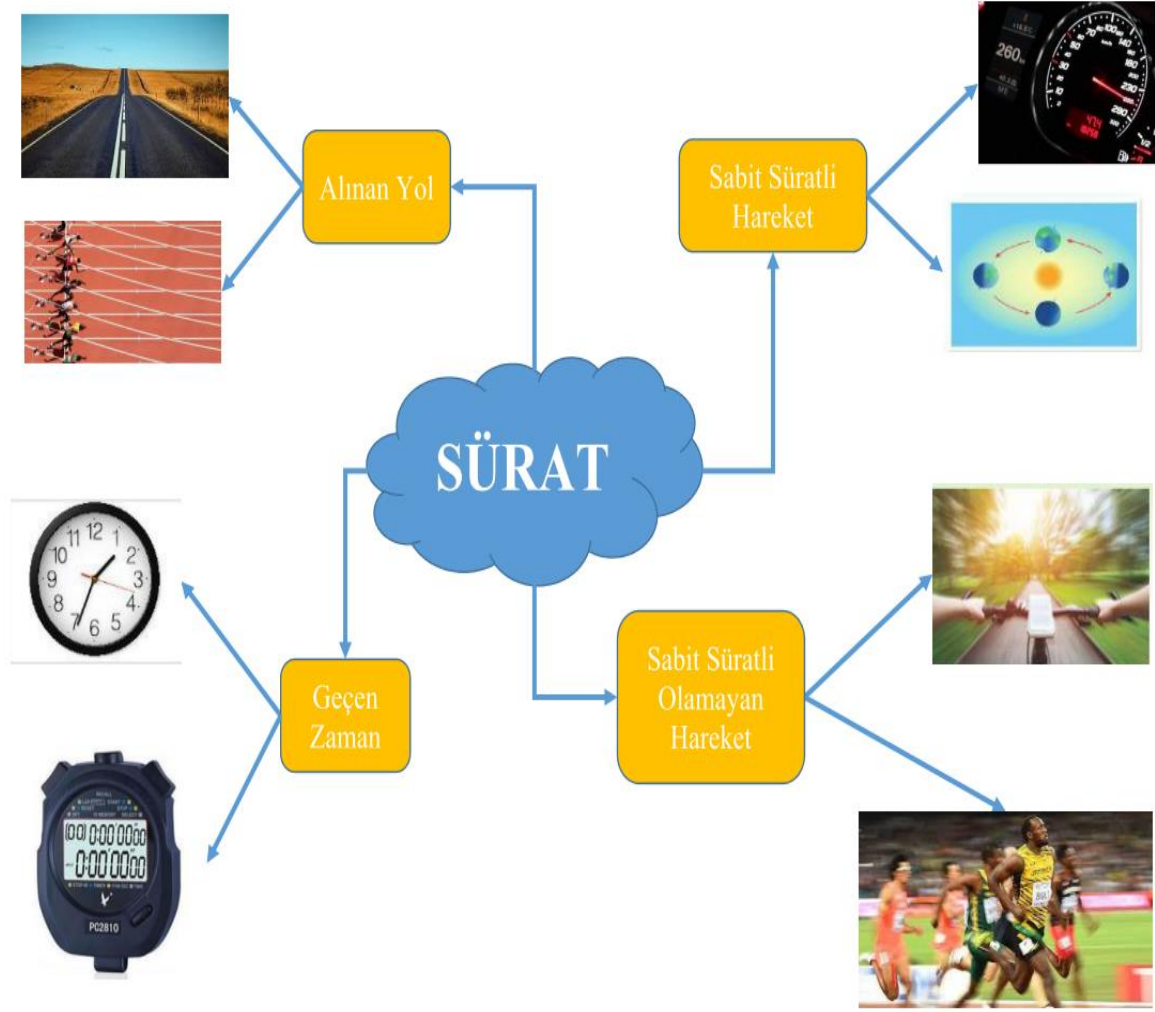 Alınan Yol
Sabit Süratli
Hareket
SÜRAT
Geçen
Zaman
Sabit Süratli
Olamayan
Hareket
260
12
1
2
3
4
5
6
7
8
9
10
11
PC2810